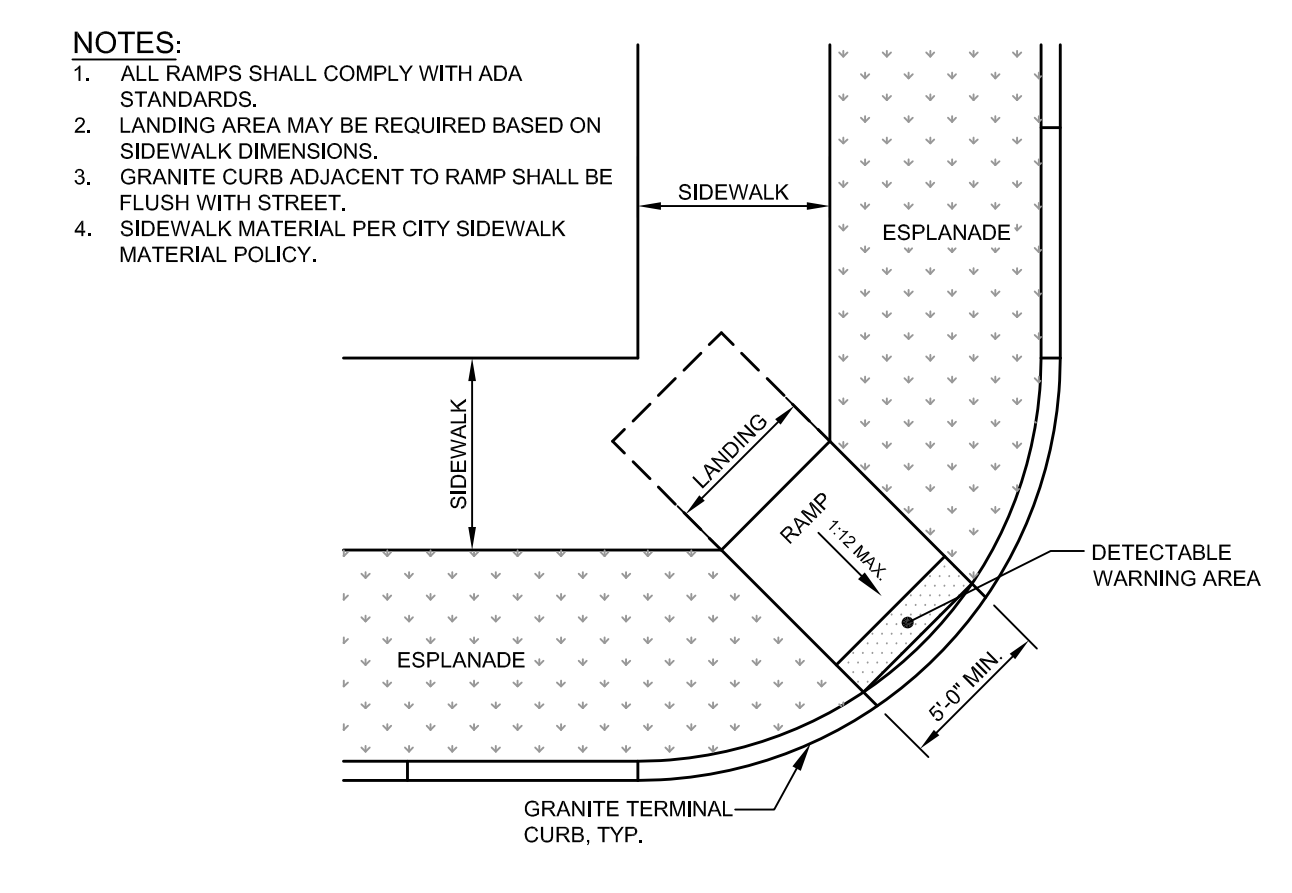 NOTES:
1. ALL RAMPS SHALL COMPLY WITH ADA
STANDARDS.
2. LANDING AREA MAY BE REQUIRED BASED ON
SIDEWALK DIMENSIONS.
3. GRANITE CURB ADJACENT TO RAMP SHALL BE
FLUSH WITH STREET.
4. SIDEWALK MATERIAL PER CITY SIDEWALK
MATERIAL POLICY.
SIDEWALK
ESPLANADE
SIDEWALK
LANDING
RAMP
1:12 MAX.
DETECTABLE
WARNING AREA
ESPLANADE
5'-0" MIN.
GRANITE TERMINAL
CURB, TYP.